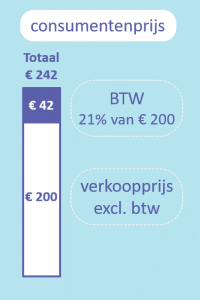 consumentenprijs
Totaal
€ 242
€ 42
BTW
21% van € 200
€ 200
verkoopprijs
excl. btw